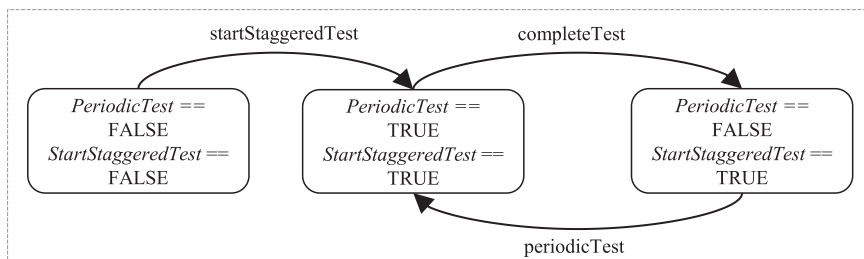 startStaggeredTest
completeTest
PeriodicTest ==
FALSE
StartStaggeredTest ==
FALSE
PeriodicTest ==
TRUE
StartStaggeredTest ==
TRUE
PeriodicTest ==
FALSE
StartStaggeredTest ==
TRUE
periodicTest